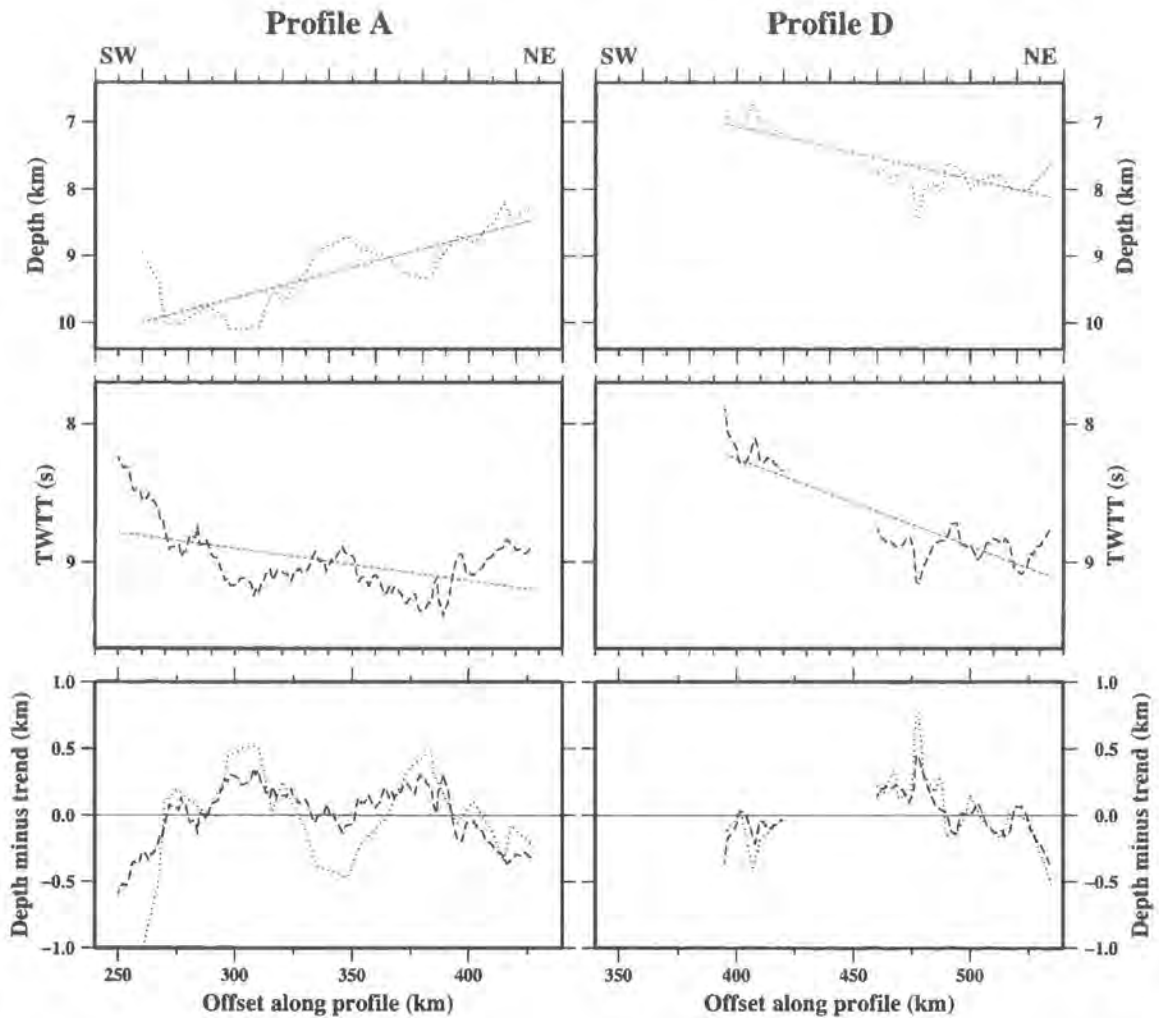 Profile A Profile D
SW NE SW NE
7 7
8 8
9 9
10 10
Depth (km) Depth (km)
8 8
9 9
TWTT (s) TWTT (s)
1.0 1.0
0.5 0.5
0.0 0.0
−0.5 −0.5
−1.0 −1.0
Depth minus trend (km) Depth minus trend (km)
250 300 350 400 350 400 450 500
Offset along profile (km) Offset along profile (km)